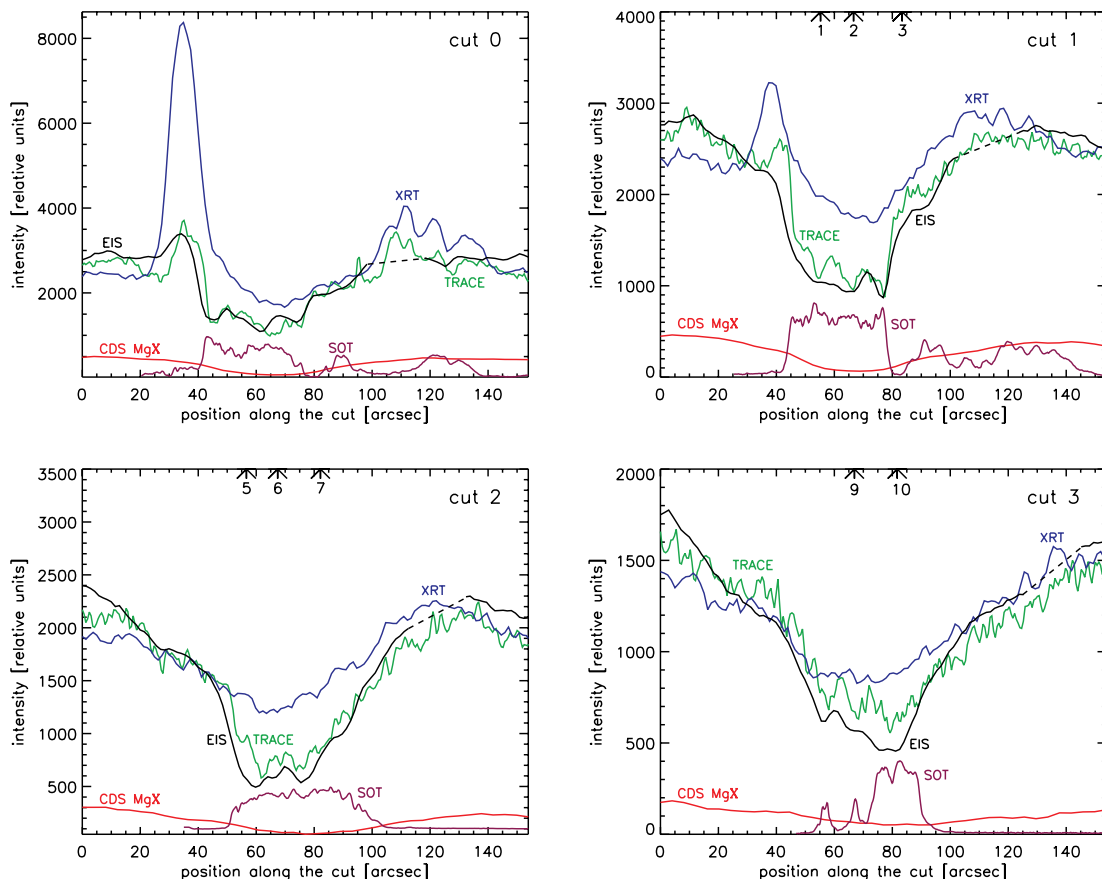 cut 0
8000
6000
4000
2000
0 20 40 60 80 100 120 140
intensity [relative units]
position along the cut [arcsec]
XRT
EIS
TRACE
SOT
CDS MgX
cut 1
1 2 3
4000
3000
2000
1000
0
0 20 40 60 80 100 120 140
intensity [relative units]
position along the cut [arcsec]
XRT
TRACE
EIS
CDS MgX
SOT
cut 2
5 6 7
3500
3000
2500
2000
1500
1000
500
0 20 40 60 80 100 120 140
intensity [relative units]
position along the cut [arcsec]
XRT
EIS
TRACE
SOT
CDS MgX
cut 3
9 10
2000
1500
1000
500
0
0 20 40 60 80 100 120 140
intensity [relative units]
position along the cut [arcsec]
XRT
TRACE
EIS
SOT
CDS MgX